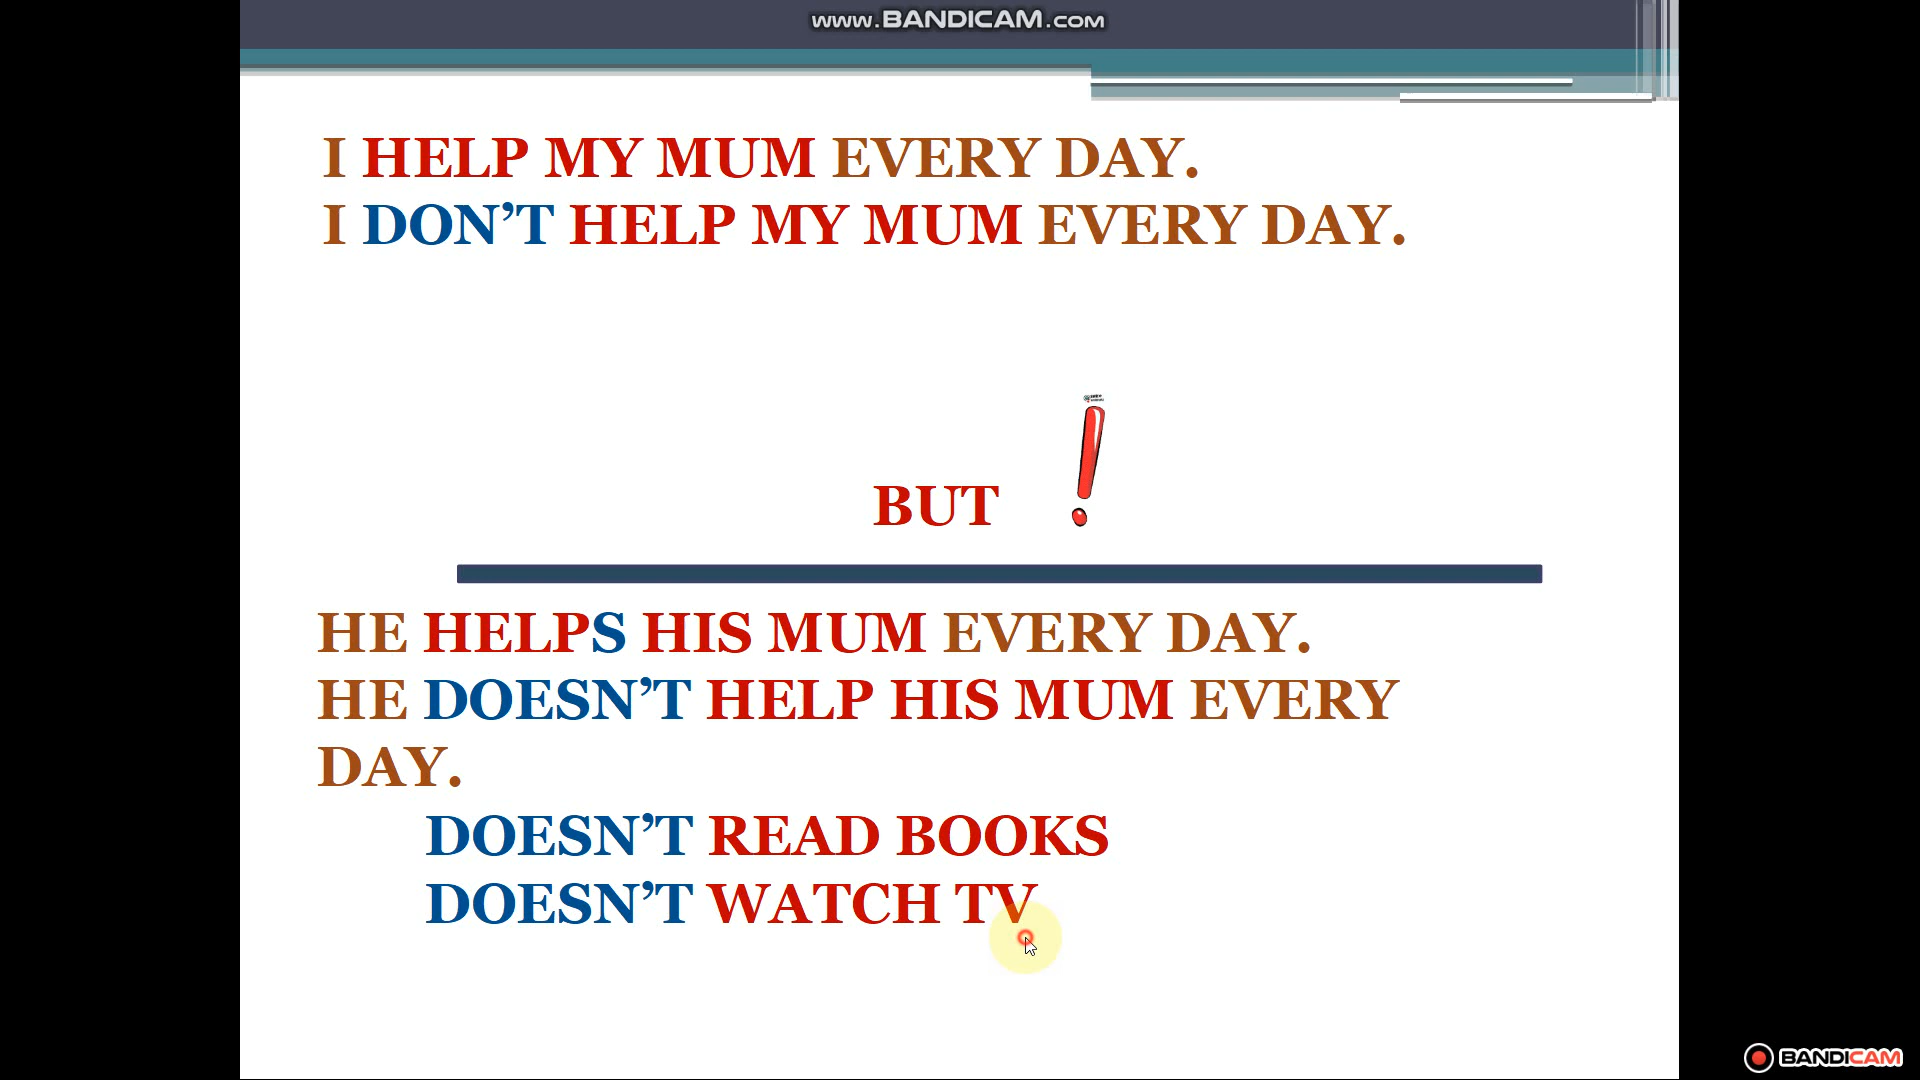 www.BANDICAM.com
I HELP MY MUM EVERY DAY.
I DON’T HELP MY MUM EVERY DAY.
BUT
HE HELPS HIS MUM EVERY DAY.
HE DOESN’T HELP HIS MUM EVERY
DAY.
DOESN’T READ BOOKS
DOESN’T WATCH TV
BANDICAM